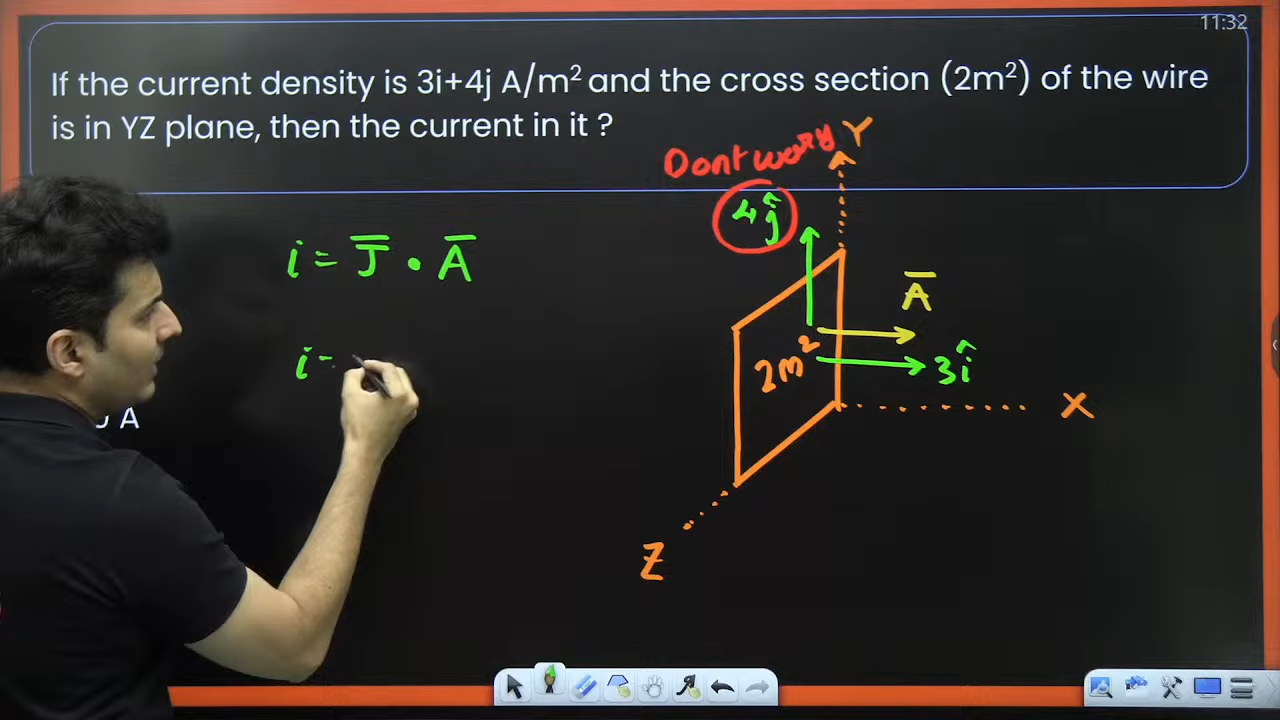 11:32
If the current density is 3i+4j A/m² and the cross section (2m²) of the wire
is in YZ plane, then the current in it ?
Dont worry
Y
4ĵ
i = J̅ • A̅
A̅
2m²
3î
i =
X
A
Z